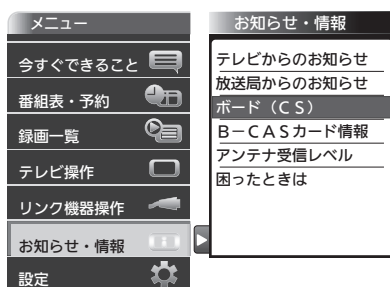 メニュー
今すぐできること
番組表・予約
録画一覧
テレビ操作
リンク機器操作
お知らせ・情報
設定
お知らせ・情報
テレビからのお知らせ
放送局からのお知らせ
ボード（ＣＳ）
Ｂ－ＣＡＳカード情報
アンテナ受信レベル
困ったときは